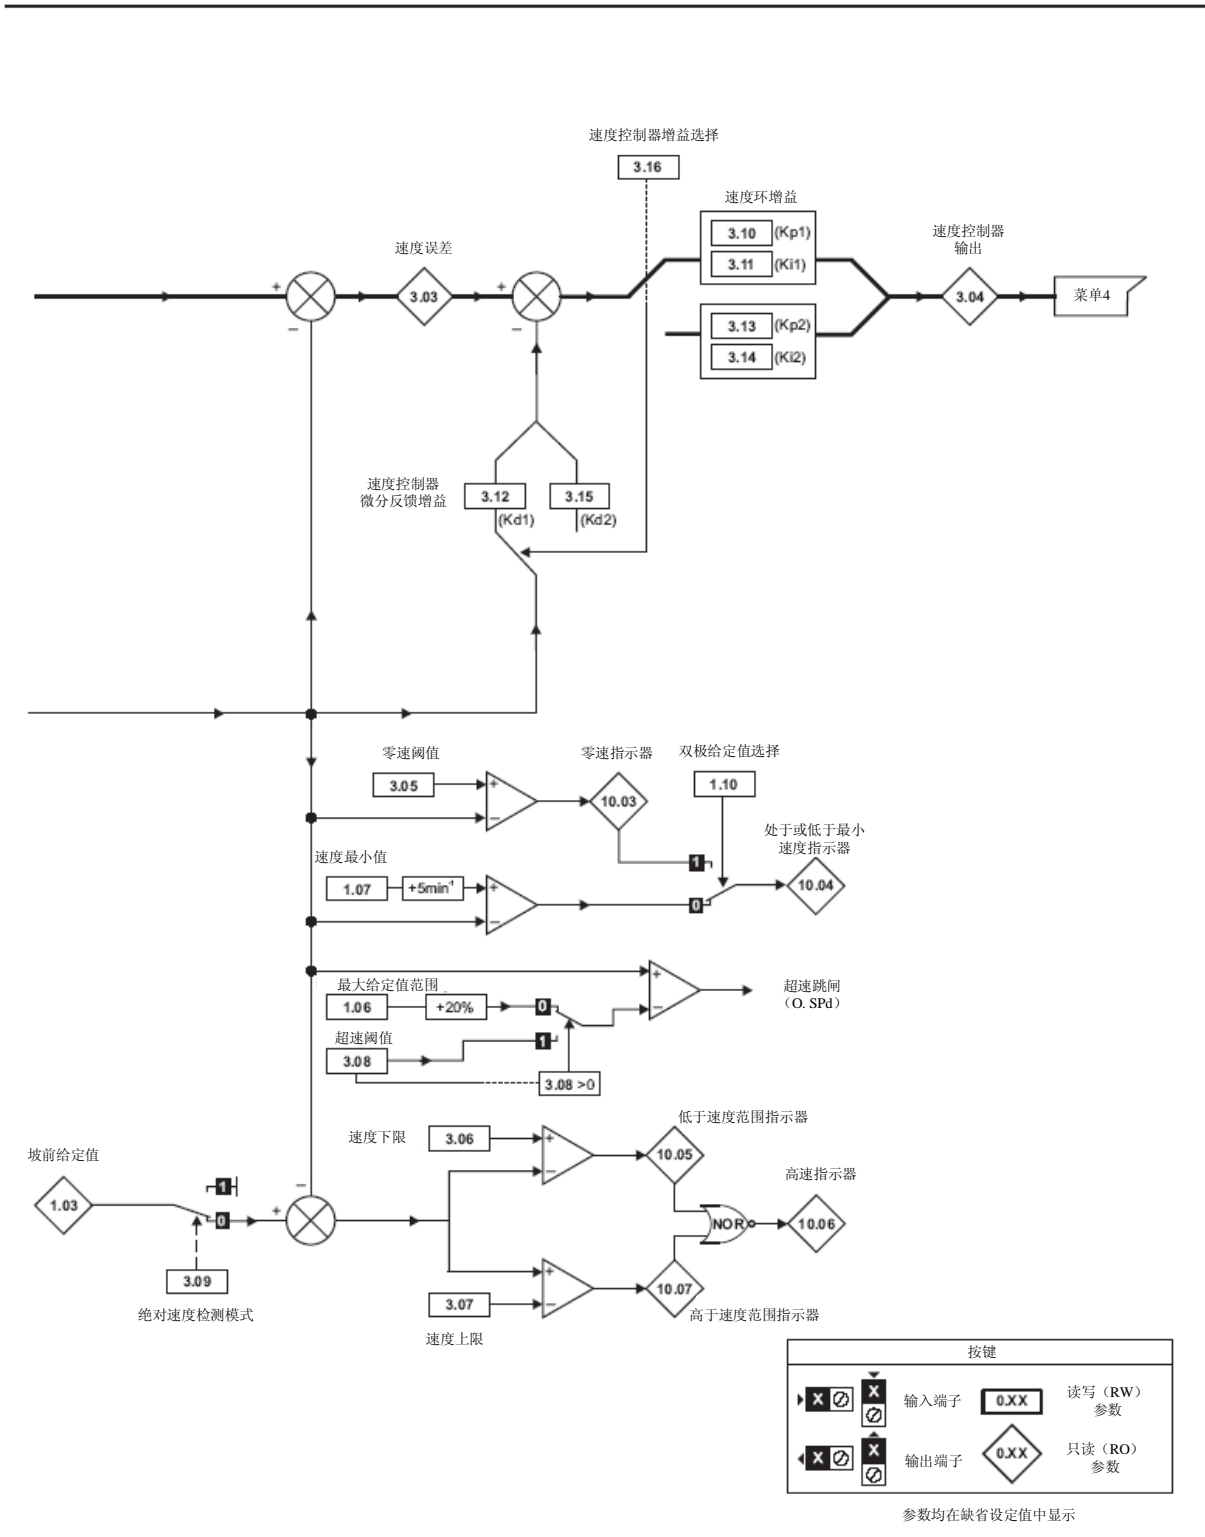 速度控制器增益选择
3.16
速度环增益
3.10 (Kp1)
3.11 (Ki1)
速度误差
速度控制器
输出
+
3.03
+
3.04
菜单4
−
−
3.13 (Kp2)
3.14 (Ki2)
速度控制器
微分反馈增益
3.12
3.15
(Kd1)
(Kd2)
零速阈值
零速指示器
双极给定值选择
3.05
+
−
10.03
1.10
处于或低于最小
速度指示器
1
速度最小值
1.07
+5min⁻¹
+
−
0
10.04
最大给定值范围
1.06
+20%
0
+
−
超速跳闸
(O. SPd)
超速阈值
3.08
1
3.08 >0
低于速度范围指示器
速度下限
3.06
+
−
10.05
坡前给定值
1.03
1
0
−
+
高速指示器
NOR
10.06
3.09
绝对速度检测模式
+
−
3.07
速度上限
10.07
高于速度范围指示器
按键
X
X
输入端子
0.XX
读写（RW）
参数
X
X
输出端子
0.XX
只读（RO）
参数
参数均在缺省设定值中显示